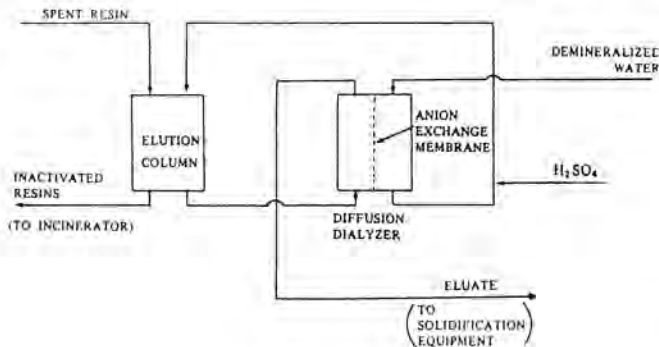 SPENT RESIN
DEMINERALIZED
WATER
ELUTION
COLUMN
ANION
EXCHANGE
MEMBRANE
INACTIVATED
RESINS
(TO INCINERATOR)
H₂SO₄
DIFFUSION
DIALYZER
ELUATE
(TO
SOLIDIFICATION
EQUIPMENT)